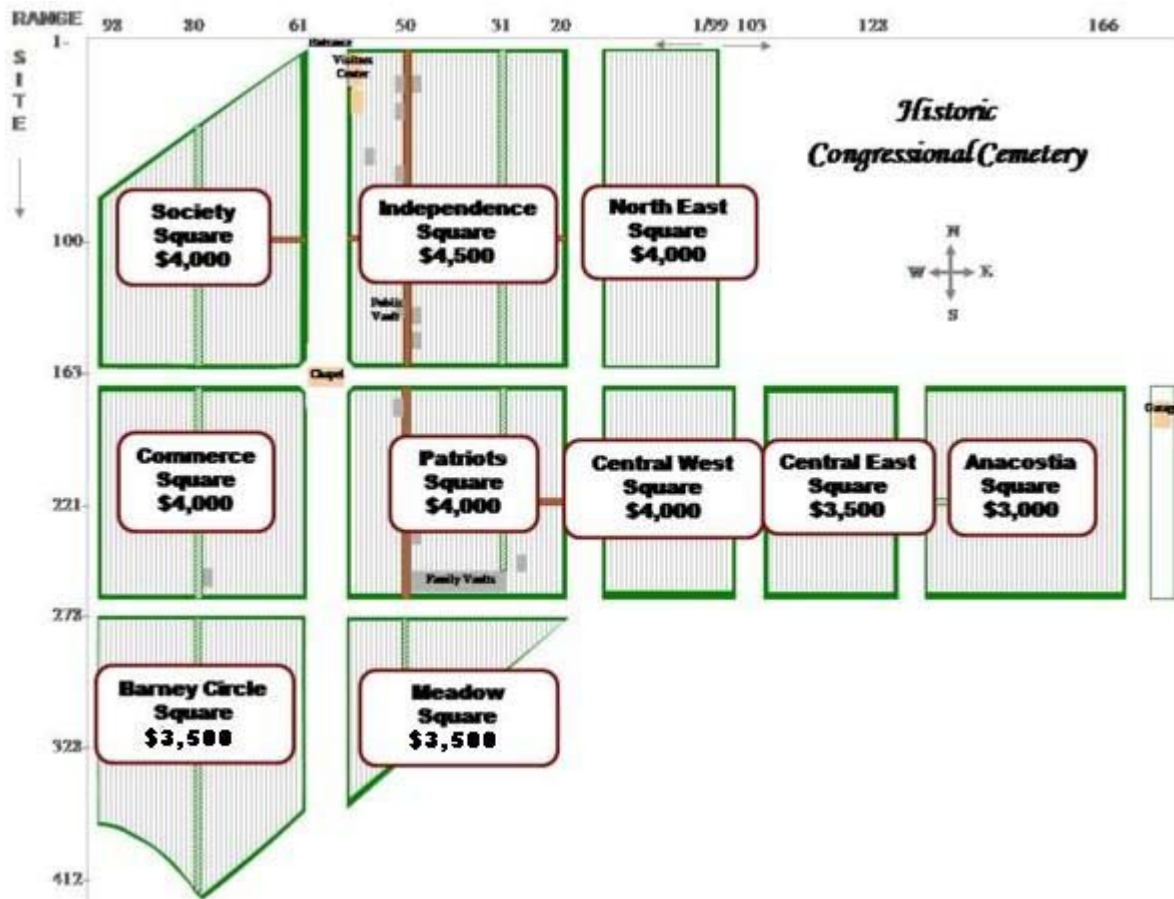 RANGE
98 80 61 50 31 20 1/99 103 128 166
1-
SITE
Entrance
Visitors
Center
Historic
Congressional Cemetery
Society
Square
$4,000
Independence
Square
$4,500
North East
Square
$4,000
100
N
W E
S
Public
Vault
163
Chapel
Commerce
Square
$4,000
Patriots
Square
$4,000
Central West
Square
$4,000
Central East
Square
$3,500
Anacostia
Square
$3,000
221
Family Vaults
278
Barney Circle
Square
$3,500
Meadow
Square
$3,500
328
412